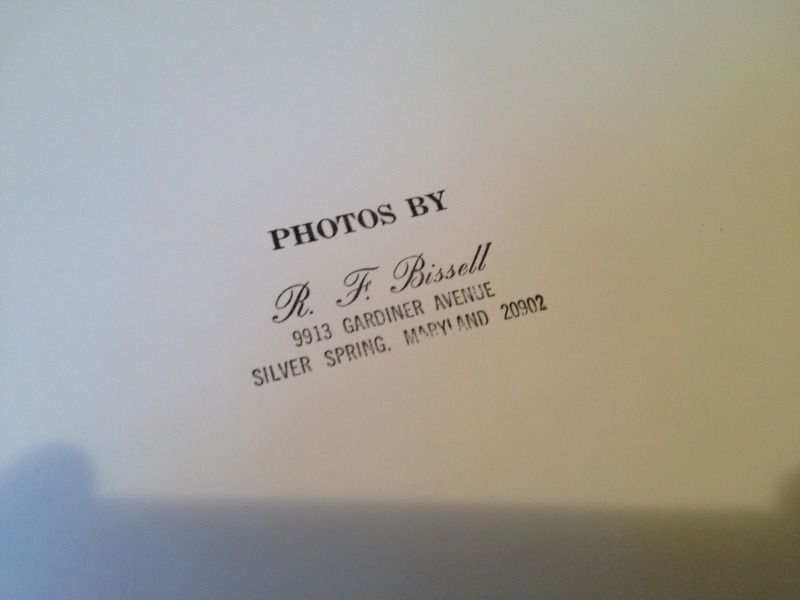 PHOTOS BY
R. F. Bissell
9913 GARDINER AVENUE
SILVER SPRING, MARYLAND 20902